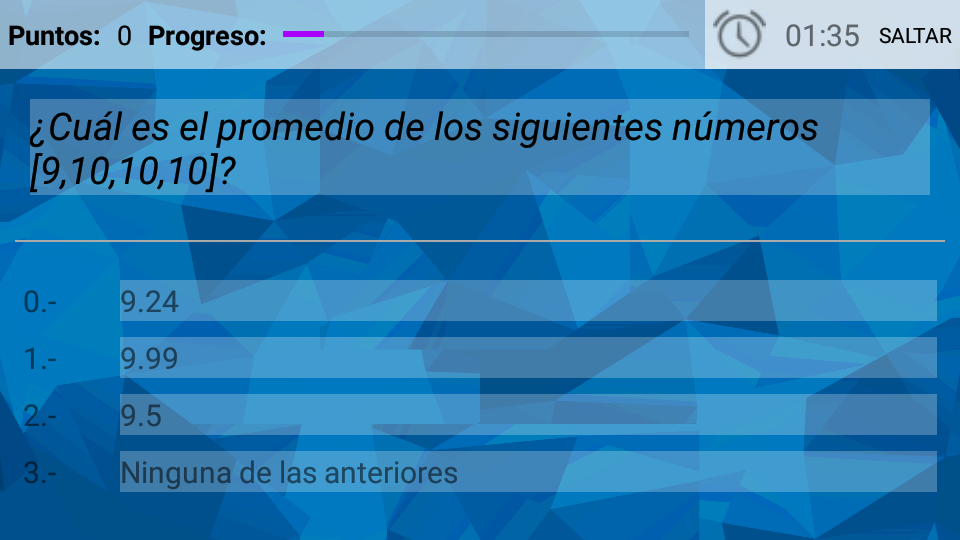 Puntos: 0 Progreso: 01:35 SALTAR
¿Cuál es el promedio de los siguientes números
[9,10,10,10]?
0.- 9.24
1.- 9.99
2.- 9.5
3.- Ninguna de las anteriores